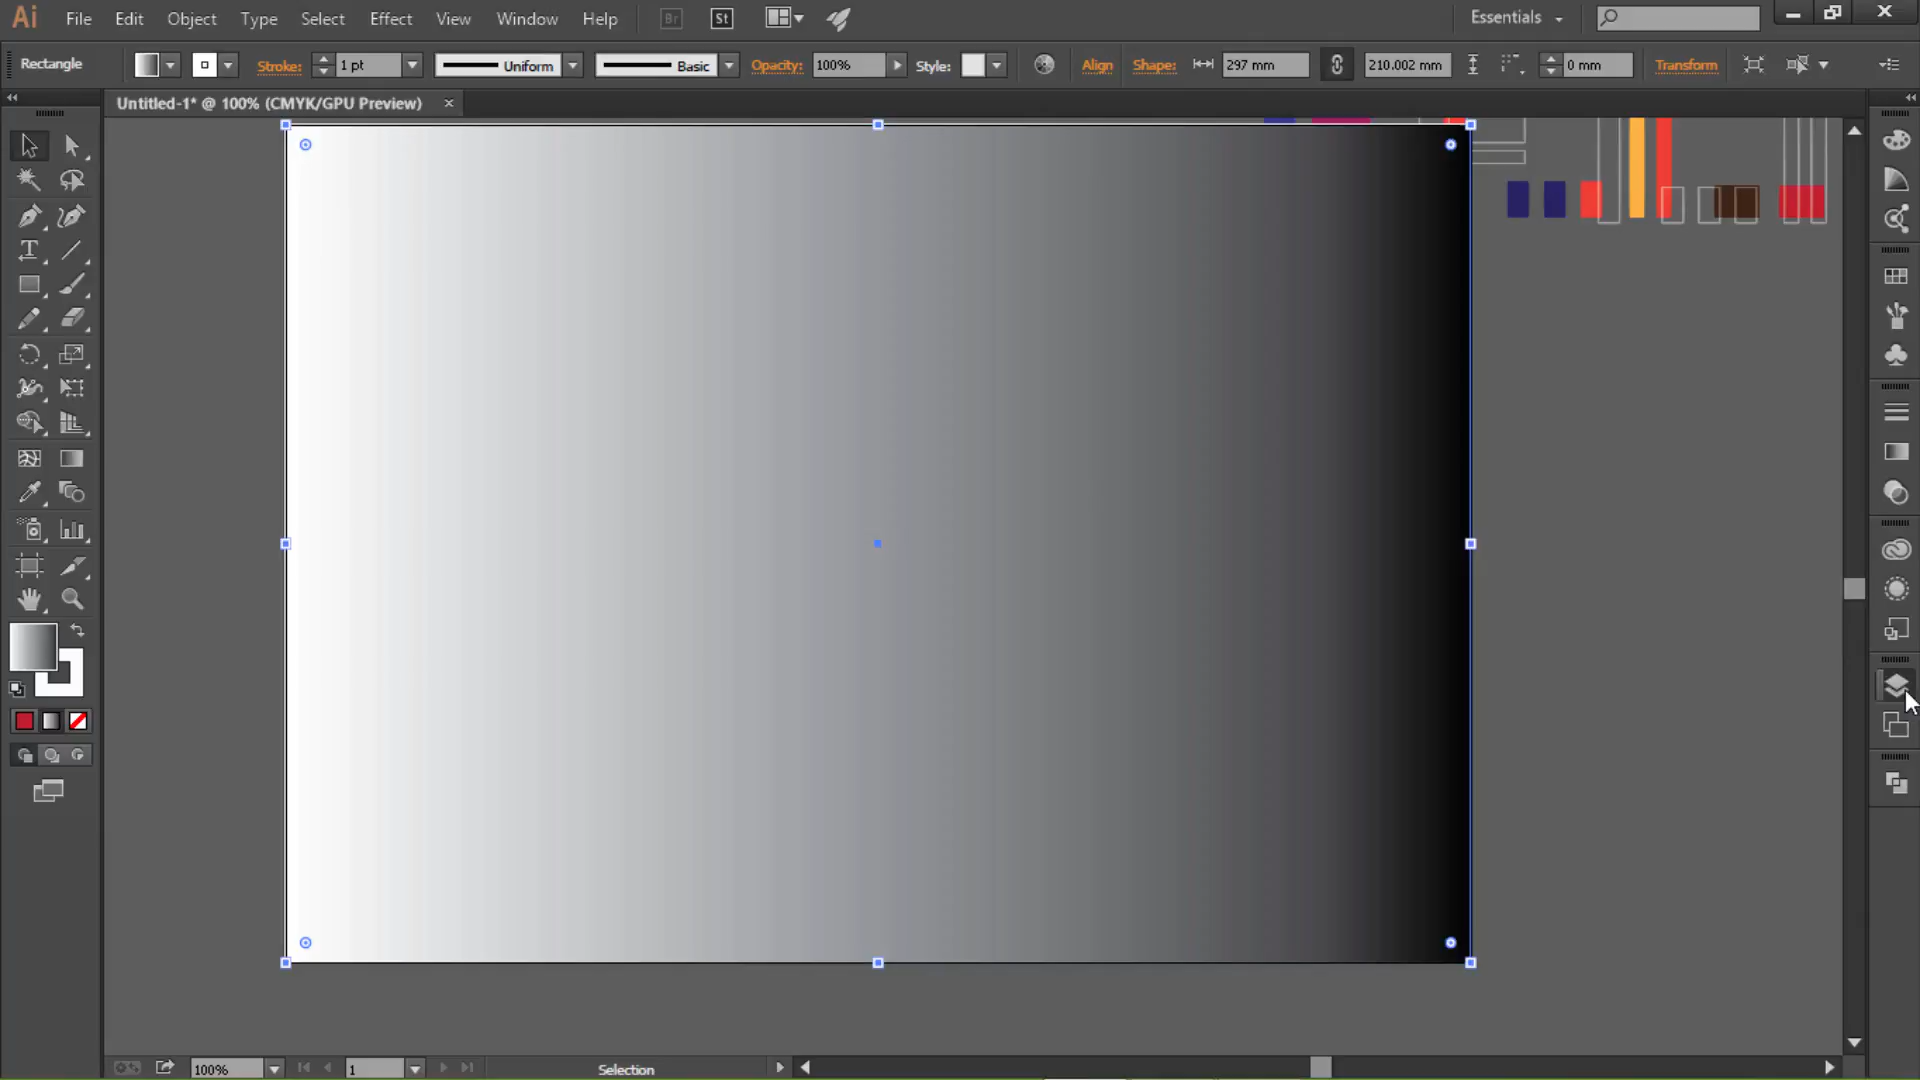 Ai File Edit Object Type Select Effect View Window Help Br St Essentials
Rectangle Stroke: 1 pt Uniform Basic Opacity: 100% Style: Align Shape: 297 mm 210.002 mm 0 mm Transform
Untitled-1* @ 100% (CMYK/GPU Preview) ×
100% 1 Selection